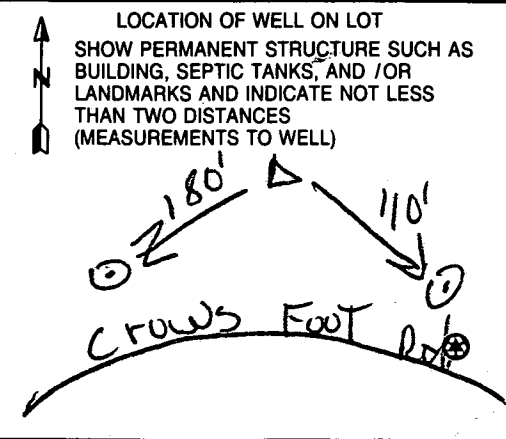 LOCATION OF WELL ON LOT
SHOW PERMANENT STRUCTURE SUCH AS
BUILDING, SEPTIC TANKS, AND /OR
LANDMARKS AND INDICATE NOT LESS
THAN TWO DISTANCES
(MEASUREMENTS TO WELL)
N
180' 110'
Crows Foot Rd